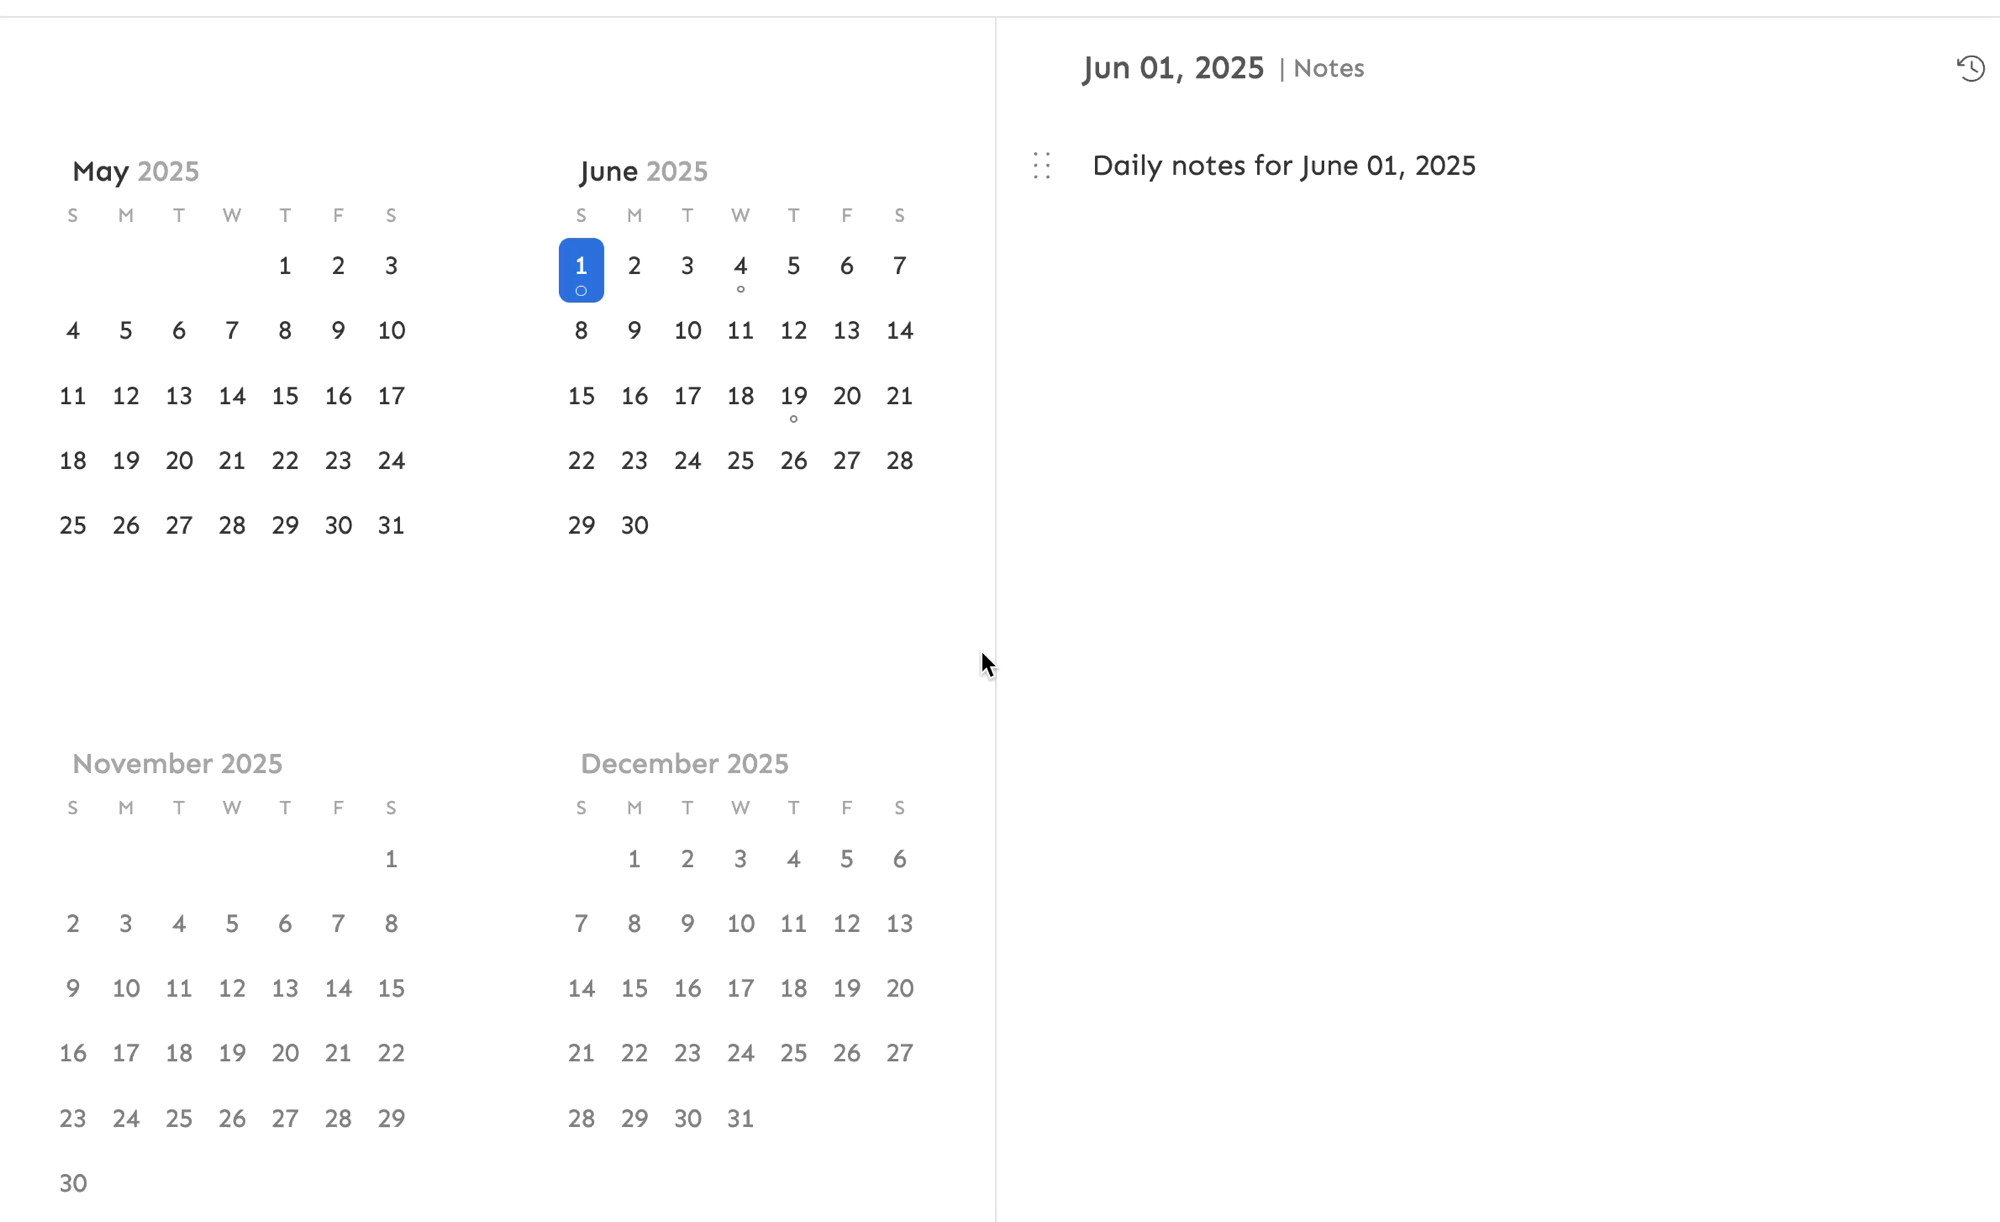 Jun 01, 2025 | Notes
Daily notes for June 01, 2025
May 2025
S M T W T F S
1 2 3
4 5 6 7 8 9 10
11 12 13 14 15 16 17
18 19 20 21 22 23 24
25 26 27 28 29 30 31
June 2025
S M T W T F S
1 2 3 4 5 6 7
8 9 10 11 12 13 14
15 16 17 18 19 20 21
22 23 24 25 26 27 28
29 30
November 2025
S M T W T F S
1
2 3 4 5 6 7 8
9 10 11 12 13 14 15
16 17 18 19 20 21 22
23 24 25 26 27 28 29
30
December 2025
S M T W T F S
1 2 3 4 5 6
7 8 9 10 11 12 13
14 15 16 17 18 19 20
21 22 23 24 25 26 27
28 29 30 31